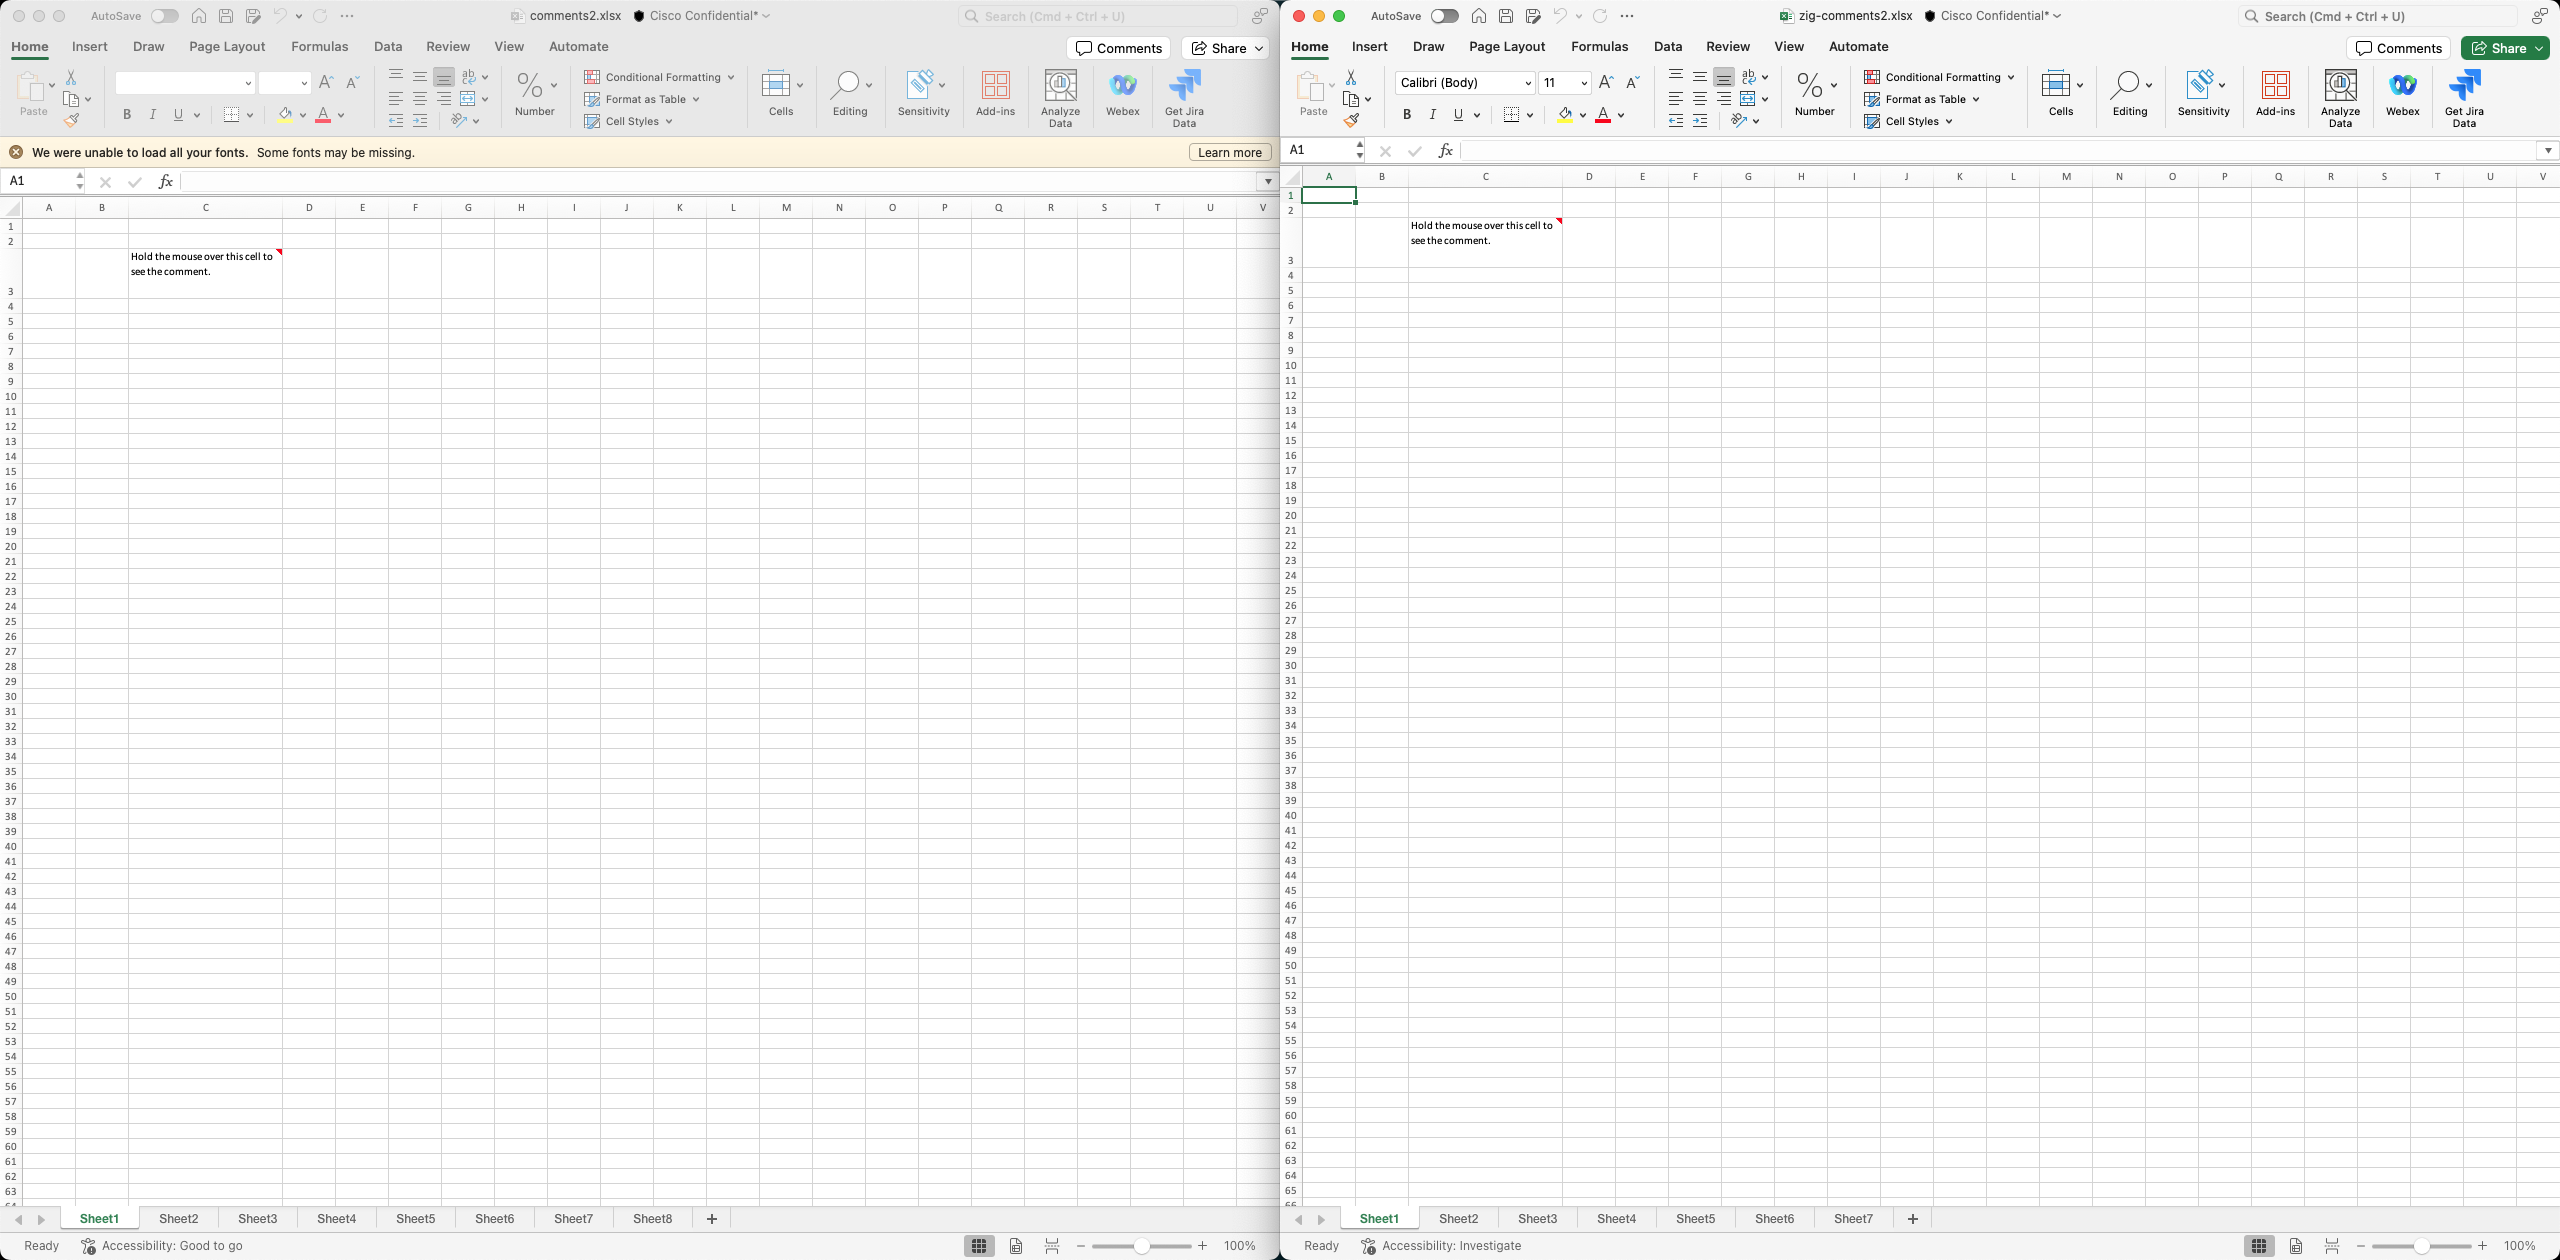 AutoSave
comments2.xlsx
Cisco Confidential*
Search (Cmd + Ctrl + U)
Home Insert Draw Page Layout Formulas Data Review View Automate
Comments
Share
Paste
B I U
ab
A A A
Number
Conditional Formatting
Format as Table
Cell Styles
Cells
Editing
Sensitivity
Add-ins
Analyze
Data
Webex
Get Jira
Data
We were unable to load all your fonts. Some fonts may be missing.
Learn more
A1
fx
A B C D E F G H I J K L M N O P Q R S T U V
1
2
Hold the mouse over this cell to
see the comment.
3
4
5
6
7
8
9
10
11
12
13
14
15
16
17
18
19
20
21
22
23
24
25
26
27
28
29
30
31
32
33
34
35
36
37
38
39
40
41
42
43
44
45
46
47
48
49
50
51
52
53
54
55
56
57
58
59
60
61
62
63
Sheet1 Sheet2 Sheet3 Sheet4 Sheet5 Sheet6 Sheet7 Sheet8 +
Ready
Accessibility: Good to go
100%
AutoSave
zig-comments2.xlsx
Cisco Confidential*
Search (Cmd + Ctrl + U)
Home Insert Draw Page Layout Formulas Data Review View Automate
Comments
Share
Paste
Calibri (Body)
11
B I U
ab
A A A
Number
Conditional Formatting
Format as Table
Cell Styles
Cells
Editing
Sensitivity
Add-ins
Analyze
Data
Webex
Get Jira
Data
A1
fx
A B C D E F G H I J K L M N O P Q R S T U V
1
2
Hold the mouse over this cell to
see the comment.
3
4
5
6
7
8
9
10
11
12
13
14
15
16
17
18
19
20
21
22
23
24
25
26
27
28
29
30
31
32
33
34
35
36
37
38
39
40
41
42
43
44
45
46
47
48
49
50
51
52
53
54
55
56
57
58
59
60
61
62
63
64
65
Sheet1 Sheet2 Sheet3 Sheet4 Sheet5 Sheet6 Sheet7 +
Ready
Accessibility: Investigate
100%